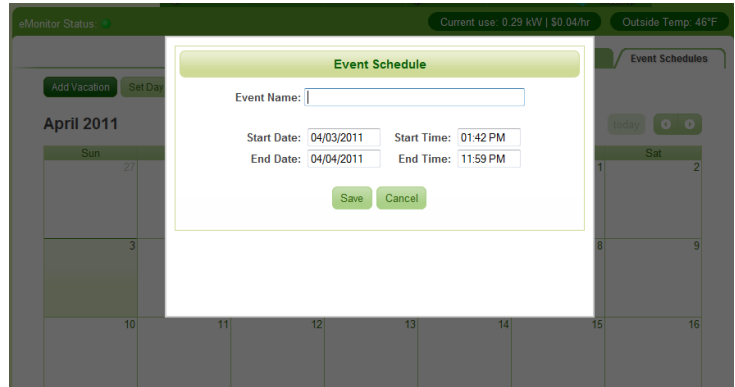 eMonitor Status:
Current use: 0.29 kW | $0.04/hr
Outside Temp: 46°F
Event Schedule
Event Schedules
Add Vacation
Set Day
Event Name:
April 2011
today
Start Date: 04/03/2011 Start Time: 01:42 PM
End Date: 04/04/2011 End Time: 11:59 PM
Sun
Sat
27
1
2
Save
Cancel
3
8
9
10
11
12
13
14
15
16